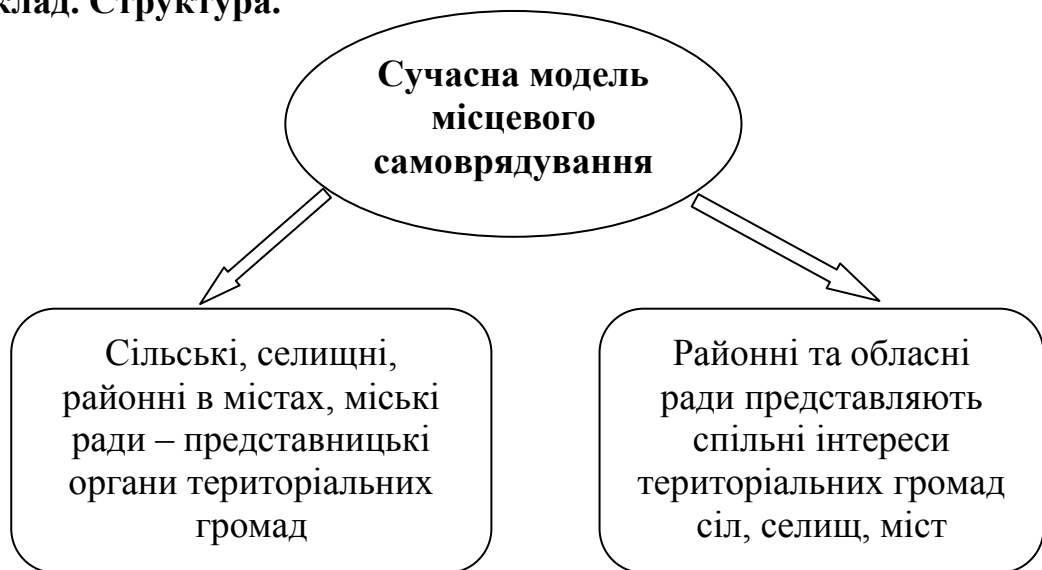 клад. Структура.
Сучасна модель
місцевого
самоврядування
Сільські, селищні,
районні в містах, міські
ради – представницькі
органи територіальних
громад
Районні та обласні
ради представляють
спільні інтереси
територіальних громад
сіл, селищ, міст